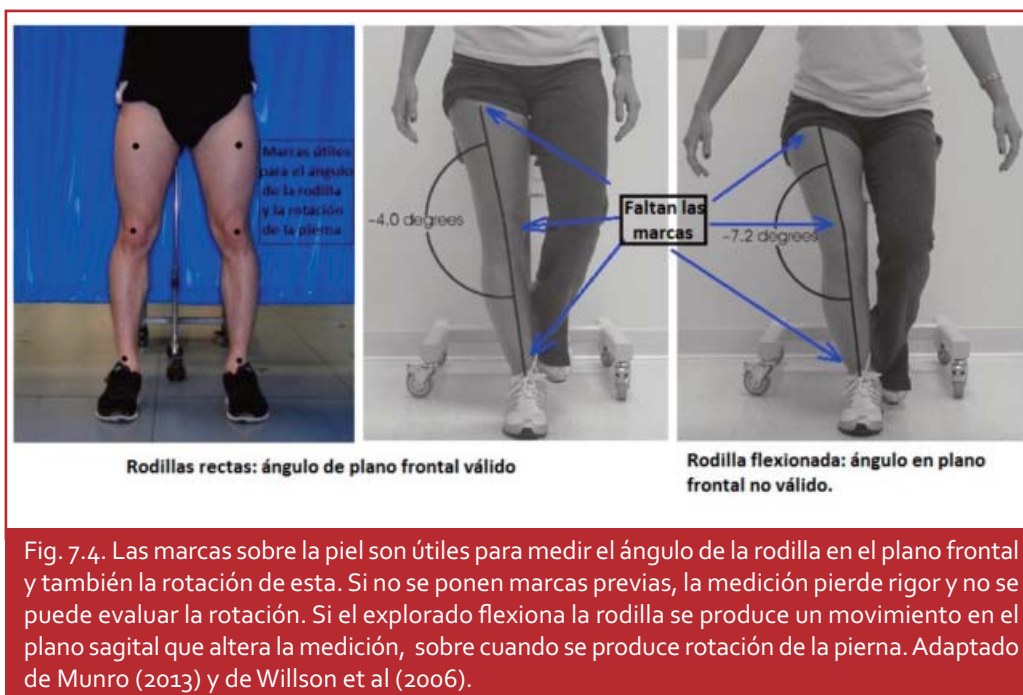 Marcas útiles
para el ángulo
de la rodilla
y la rotación
de la pierna
-4.0 degrees
Faltan las
marcas
-7.2 degrees
Rodillas rectas: ángulo de plano frontal válido
Rodilla flexionada: ángulo en plano
frontal no válido.
Fig. 7.4. Las marcas sobre la piel son útiles para medir el ángulo de la rodilla en el plano frontal
y también la rotación de esta. Si no se ponen marcas previas, la medición pierde rigor y no se
puede evaluar la rotación. Si el explorado flexiona la rodilla se produce un movimiento en el
plano sagital que altera la medición, sobre cuando se produce rotación de la pierna. Adaptado
de Munro (2013) y de Willson et al (2006).